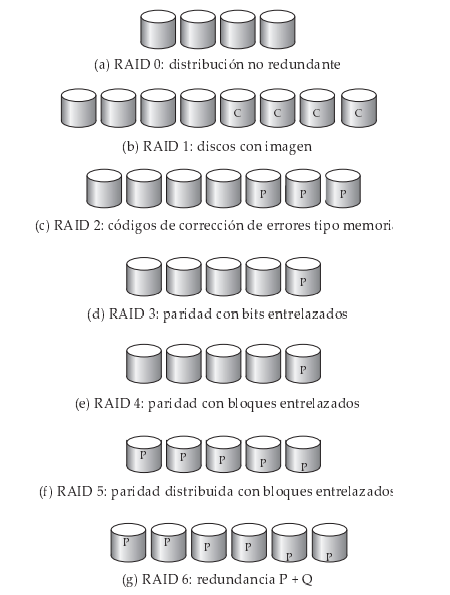 (a) RAID 0: distribución no redundante
C C C C
(b) RAID 1: discos con imagen
P P P
(c) RAID 2: códigos de corrección de errores tipo memori
P
(d) RAID 3: paridad con bits entrelazados
P
(e) RAID 4: paridad con bloques entrelazados
P P P P P
(f) RAID 5: paridad distribuida con bloques entrelazados
P P P P P P
(g) RAID 6: redundancia P + Q